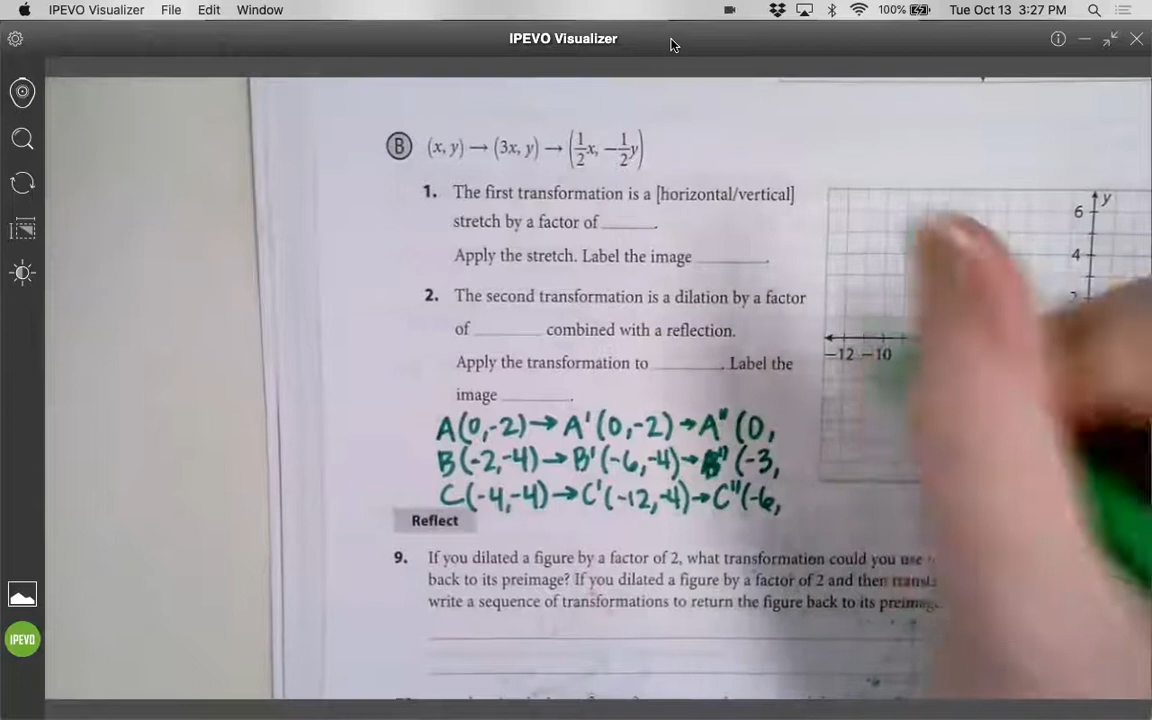 IPEVO Visualizer File Edit Window 100% Tue Oct 13 3:27 PM
IPEVO Visualizer
B (x, y) → (3x, y) → (1/2x, −1/2y)
1. The first transformation is a [horizontal/vertical]
stretch by a factor of ______.
Apply the stretch. Label the image ________.
2. The second transformation is a dilation by a factor
of _______ combined with a reflection.
Apply the transformation to _______. Label the
image _______.
y
6
4
2
−12 −10
A(0,-2)→A'(0,-2)→A"(0,
B(-2,-4)→B'(-6,-4)→B"(-3,
C(-4,-4)→C'(-12,-4)→C"(-6,
Reflect
9. If you dilated a figure by a factor of 2, what transformation could you use
back to its preimage? If you dilated a figure by a factor of 2 and then
write a sequence of transformations to return the figure back to its
IPEVO